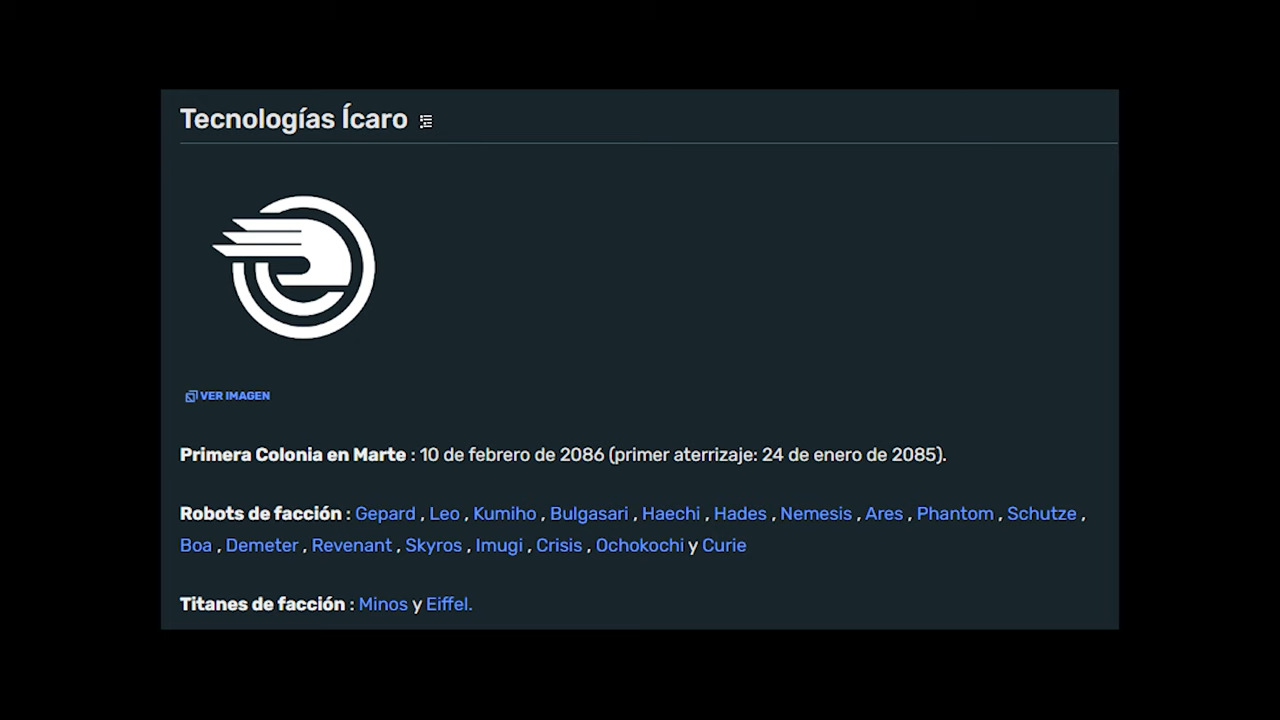 Tecnologías Ícaro
VER IMAGEN
Primera Colonia en Marte : 10 de febrero de 2086 (primer aterrizaje: 24 de enero de 2085).
Robots de facción : Gepard , Leo , Kumiho , Bulgasari , Haechi , Hades , Nemesis , Ares , Phantom , Schutze ,
Boa , Demeter , Revenant , Skyros , Imugi , Crisis , Ochokochi y Curie
Titanes de facción : Minos y Eiffel.